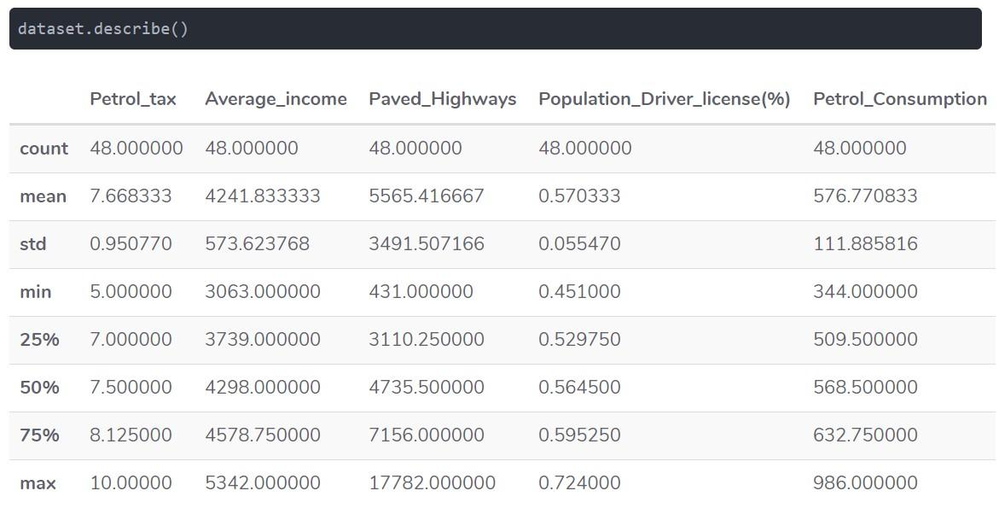 dataset.describe()
Petrol_tax Average_income Paved_Highways Population_Driver_license(%) Petrol_Consumption
count 48.000000 48.000000 48.000000 48.000000 48.000000
mean 7.668333 4241.833333 5565.416667 0.570333 576.770833
std 0.950770 573.623768 3491.507166 0.055470 111.885816
min 5.000000 3063.000000 431.000000 0.451000 344.000000
25% 7.000000 3739.000000 3110.250000 0.529750 509.500000
50% 7.500000 4298.000000 4735.500000 0.564500 568.500000
75% 8.125000 4578.750000 7156.000000 0.595250 632.750000
max 10.00000 5342.000000 17782.000000 0.724000 986.000000